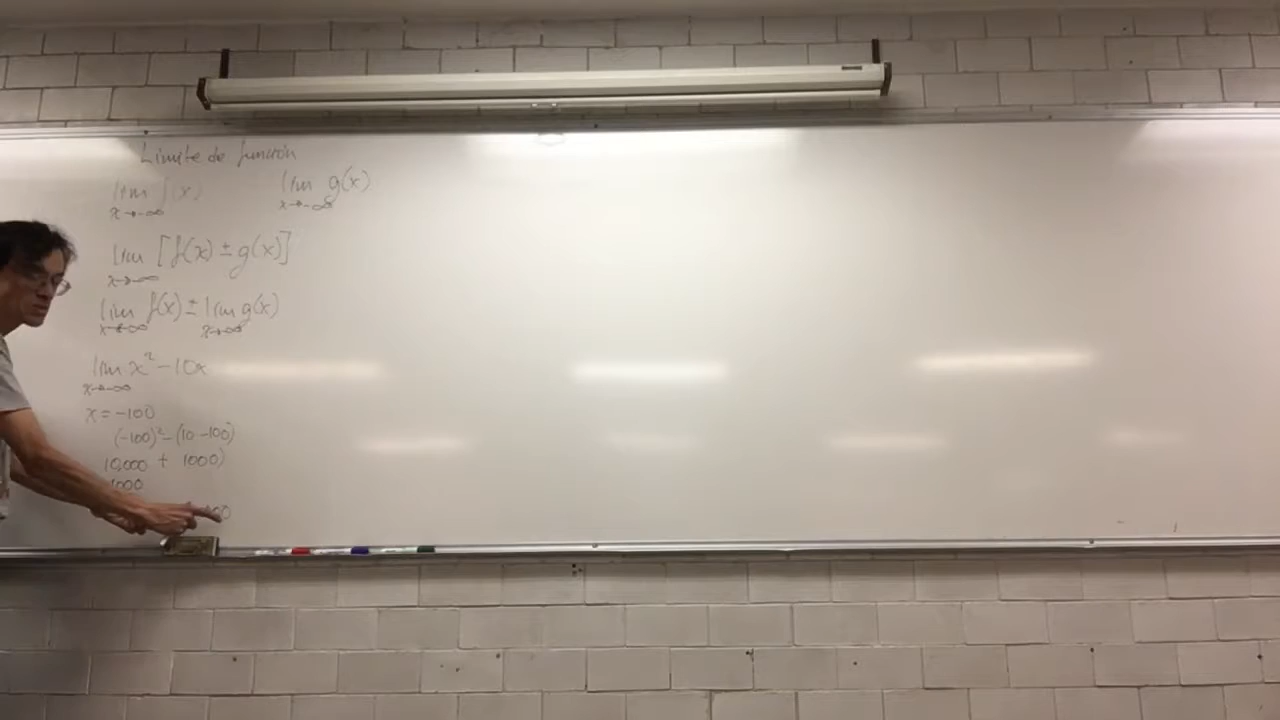 Limite de función
lim f(x) lim g(x)
x→-∞ x→-∞
lim [f(x) ± g(x)]
x→-∞
lim f(x) ± lim g(x)
x→-∞ x→-∞
lim x² - 10x
x→-∞
x = -100
(-100)² - (10 -100)
10,000 + 1000)